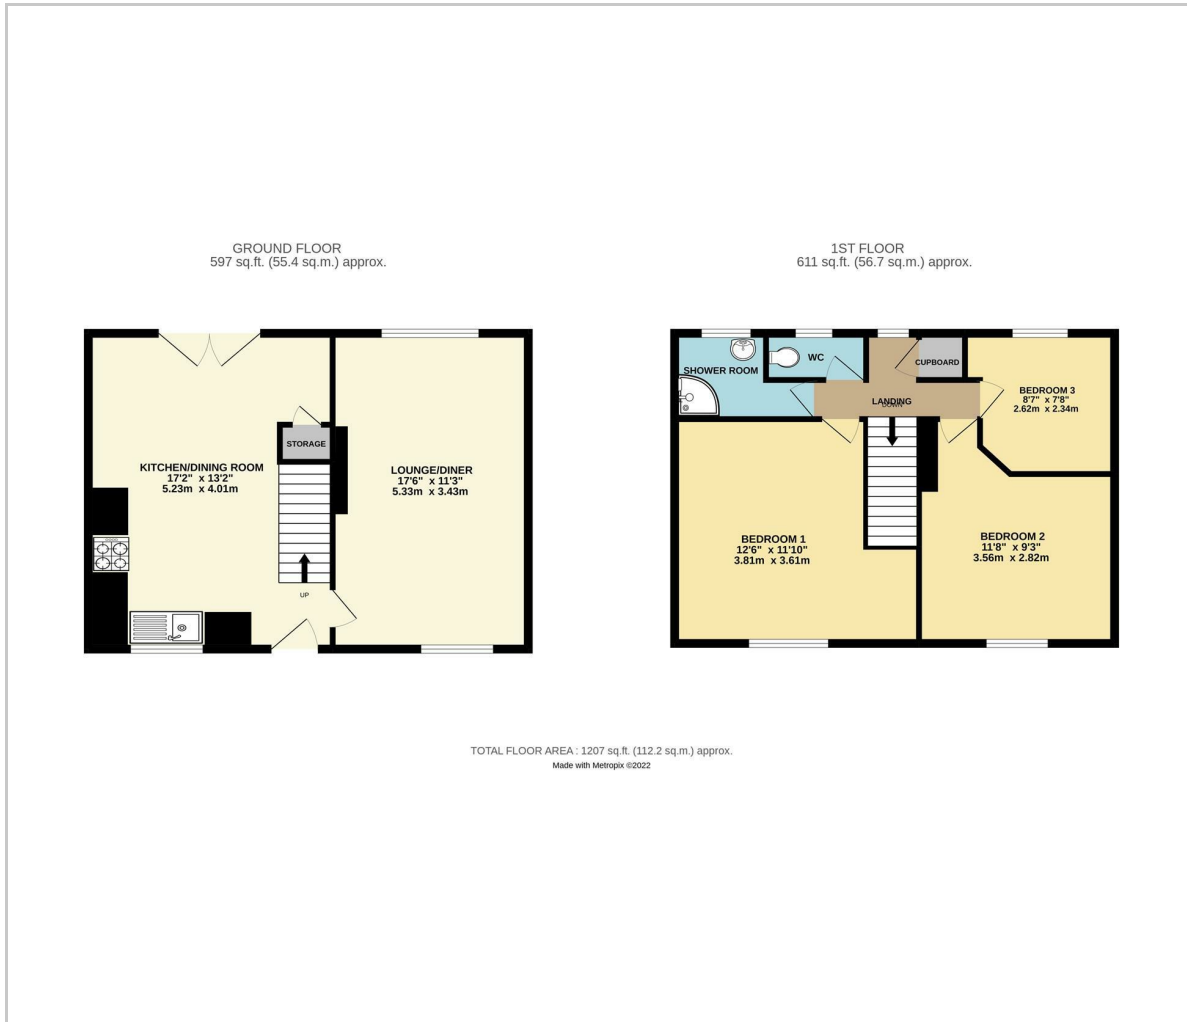 GROUND FLOOR
597 sq.ft. (55.4 sq.m.) approx.
1ST FLOOR
611 sq.ft. (56.7 sq.m.) approx.
STORAGE
KITCHEN/DINING ROOM
17'2" x 13'2"
5.23m x 4.01m
LOUNGE/DINER
17'6" x 11'3"
5.33m x 3.43m
UP
SHOWER ROOM
WC
CUPBOARD
LANDING
DOWN
BEDROOM 3
8'7" x 7'8"
2.62m x 2.34m
BEDROOM 1
12'6" x 11'10"
3.81m x 3.61m
BEDROOM 2
11'8" x 9'3"
3.56m x 2.82m
TOTAL FLOOR AREA : 1207 sq.ft. (112.2 sq.m.) approx.
Made with Metropix ©2022